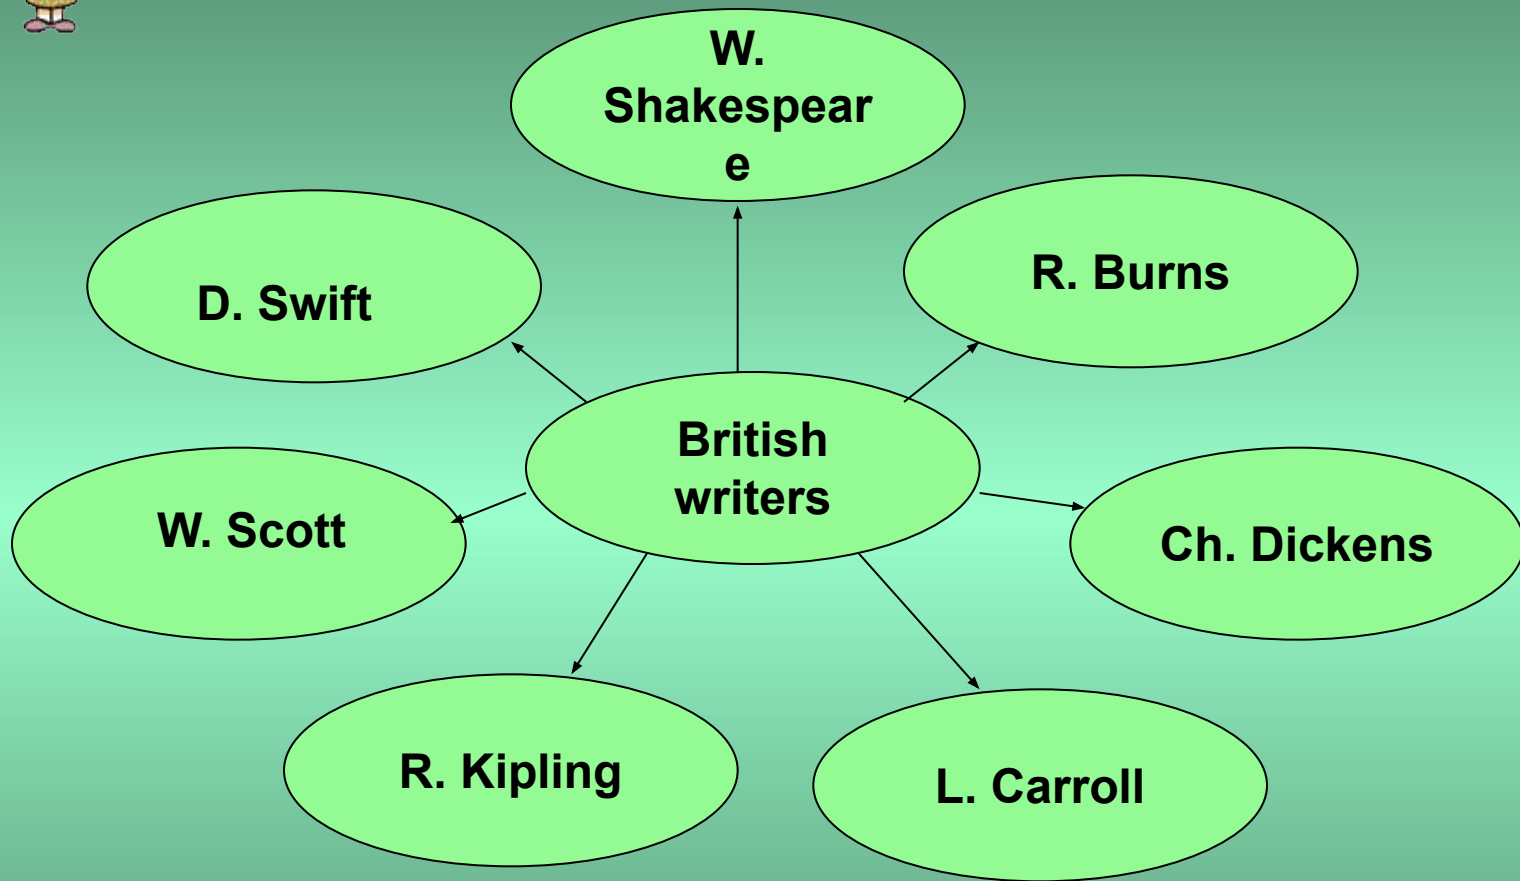 W.
Shakespear
e
D. Swift
R. Burns
British
writers
W. Scott
Ch. Dickens
R. Kipling
L. Carroll